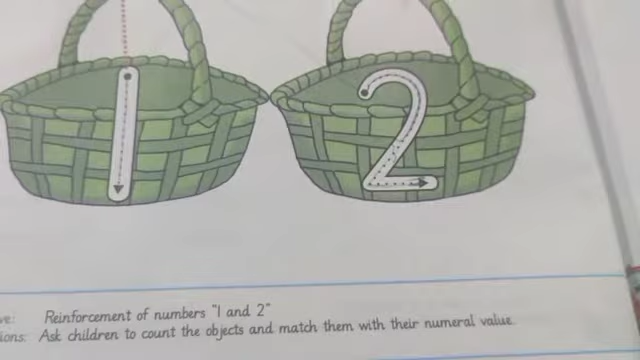 1 2
ve: Reinforcement of numbers "1 and 2"
ions: Ask children to count the objects and match them with their numeral value.